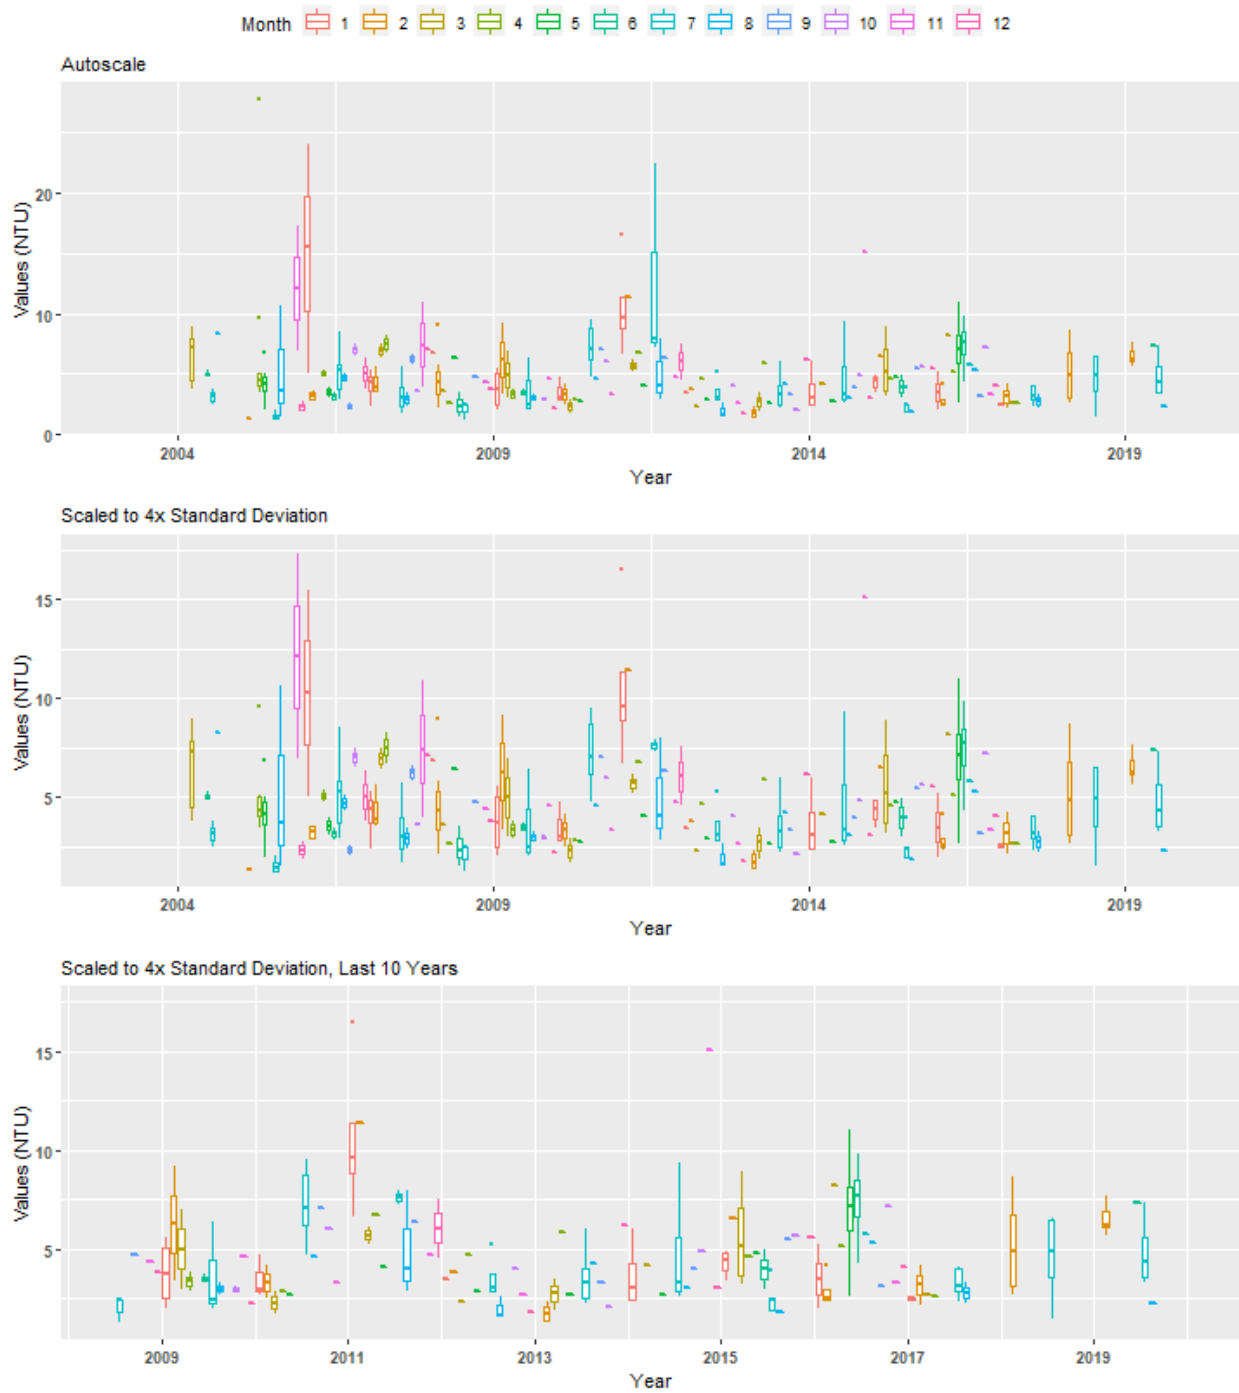 Month 1 2 3 4 5 6 7 8 9 10 11 12
Autoscale
Values (NTU)
20
10
0
2004 2009 2014 2019
Year
Scaled to 4x Standard Deviation
Values (NTU)
15
10
5
2004 2009 2014 2019
Year
Scaled to 4x Standard Deviation, Last 10 Years
Values (NTU)
15
10
5
2009 2011 2013 2015 2017 2019
Year